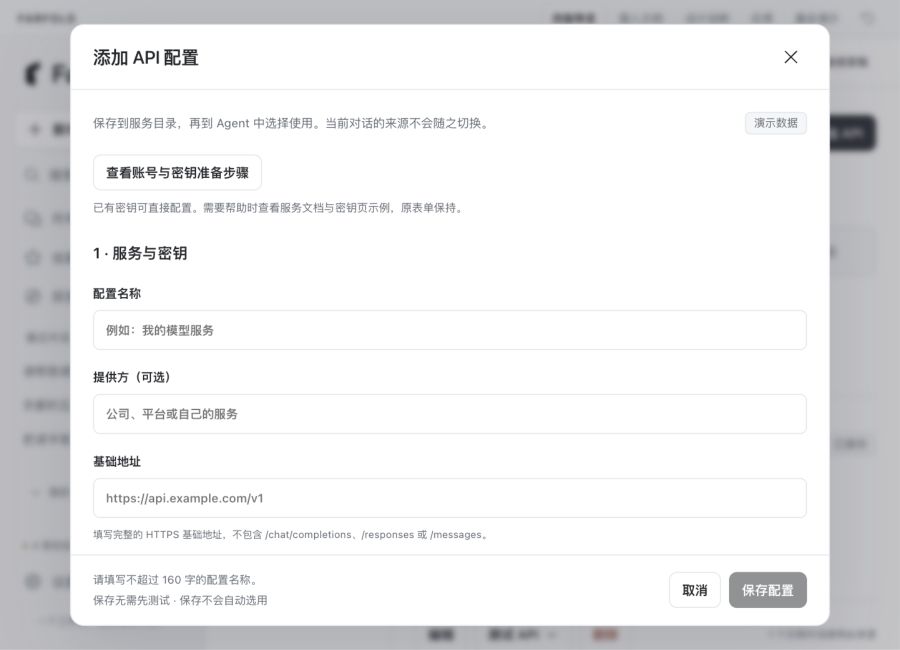 添加 API 配置
保存到服务目录，再到 Agent 中选择使用。当前对话的来源不会随之切换。
演示数据
查看账号与密钥准备步骤
已有密钥可直接配置。需要帮助时查看服务文档与密钥页示例，原表单保持。
1 · 服务与密钥
配置名称
例如：我的模型服务
提供方（可选）
公司、平台或自己的服务
基础地址
https://api.example.com/v1
填写完整的 HTTPS 基础地址，不包含 /chat/completions、/responses 或 /messages。
请填写不超过 160 字的配置名称。
保存无需先测试 · 保存不会自动选用
取消
保存配置